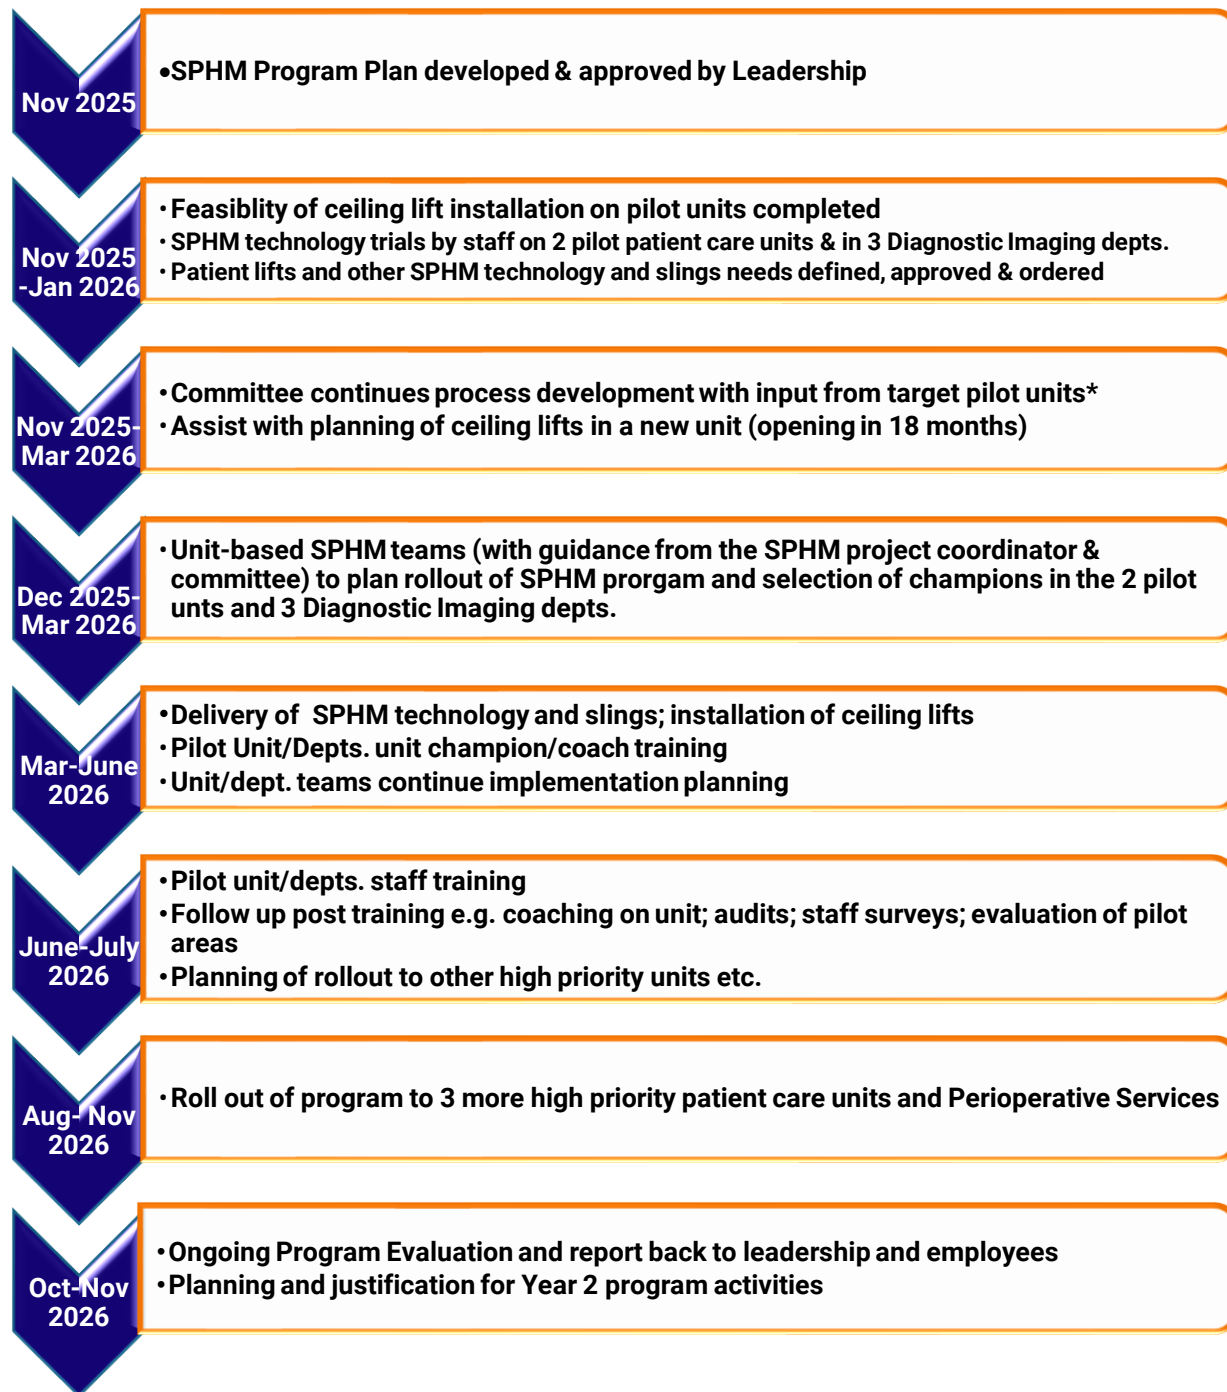 Nov 2025
•SPHM Program Plan developed & approved by Leadership
Nov 2025
-Jan 2026
•Feasiblity of ceiling lift installation on pilot units completed
•SPHM technology trials by staff on 2 pilot patient care units & in 3 Diagnostic Imaging depts.
•Patient lifts and other SPHM technology and slings needs defined, approved & ordered
Nov 2025-
Mar 2026
•Committee continues process development with input from target pilot units*
•Assist with planning of ceiling lifts in a new unit (opening in 18 months)
Dec 2025-
Mar 2026
•Unit-based SPHM teams (with guidance from the SPHM project coordinator &
committee) to plan rollout of SPHM prorgam and selection of champions in the 2 pilot
unts and 3 Diagnostic Imaging depts.
Mar-June
2026
•Delivery of SPHM technology and slings; installation of ceiling lifts
•Pilot Unit/Depts. unit champion/coach training
•Unit/dept. teams continue implementation planning
June-July
2026
•Pilot unit/depts. staff training
•Follow up post training e.g. coaching on unit; audits; staff surveys; evaluation of pilot
areas
•Planning of rollout to other high priority units etc.
Aug- Nov
2026
•Roll out of program to 3 more high priority patient care units and Perioperative Services
Oct-Nov
2026
•Ongoing Program Evaluation and report back to leadership and employees
•Planning and justification for Year 2 program activities